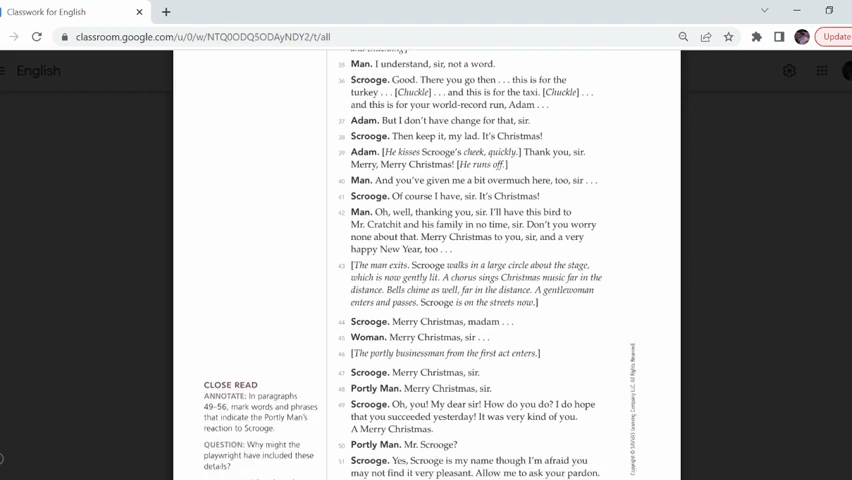 Classwork for English
classroom.google.com/u/0/w/NTQ0ODQ5ODAyNDY2/t/all
Update
English
35 Man. I understand, sir, not a word.
36 Scrooge. Good. There you go then . . . this is for the
turkey . . . [Chuckle] . . . and this is for the taxi. [Chuckle] . . .
and this is for your world-record run, Adam . . .
37 Adam. But I don't have change for that, sir.
38 Scrooge. Then keep it, my lad. It's Christmas!
39 Adam. [He kisses Scrooge's cheek, quickly.] Thank you, sir.
Merry, Merry Christmas! [He runs off.]
40 Man. And you've given me a bit overmuch here, too, sir . . .
41 Scrooge. Of course I have, sir. It's Christmas!
42 Man. Oh, well, thanking you, sir. I'll have this bird to
Mr. Cratchit and his family in no time, sir. Don't you worry
none about that. Merry Christmas to you, sir, and a very
happy New Year, too . . .
43 [The man exits. Scrooge walks in a large circle about the stage,
which is now gently lit. A chorus sings Christmas music far in the
distance. Bells chime as well, far in the distance. A gentlewoman
enters and passes. Scrooge is on the streets now.]
44 Scrooge. Merry Christmas, madam . . .
45 Woman. Merry Christmas, sir . . .
46 [The portly businessman from the first act enters.]
47 Scrooge. Merry Christmas, sir.
48 Portly Man. Merry Christmas, sir.
49 Scrooge. Oh, you! My dear sir! How do you do? I do hope
that you succeeded yesterday! It was very kind of you.
A Merry Christmas.
50 Portly Man. Mr. Scrooge?
51 Scrooge. Yes, Scrooge is my name though I'm afraid you
may not find it very pleasant. Allow me to ask your pardon.
CLOSE READ
ANNOTATE: In paragraphs
49–56, mark words and phrases
that indicate the Portly Man's
reaction to Scrooge.
QUESTION: Why might the
playwright have included these
details?
Copyright © SAVVAS Learning Company LLC. All Rights Reserved.